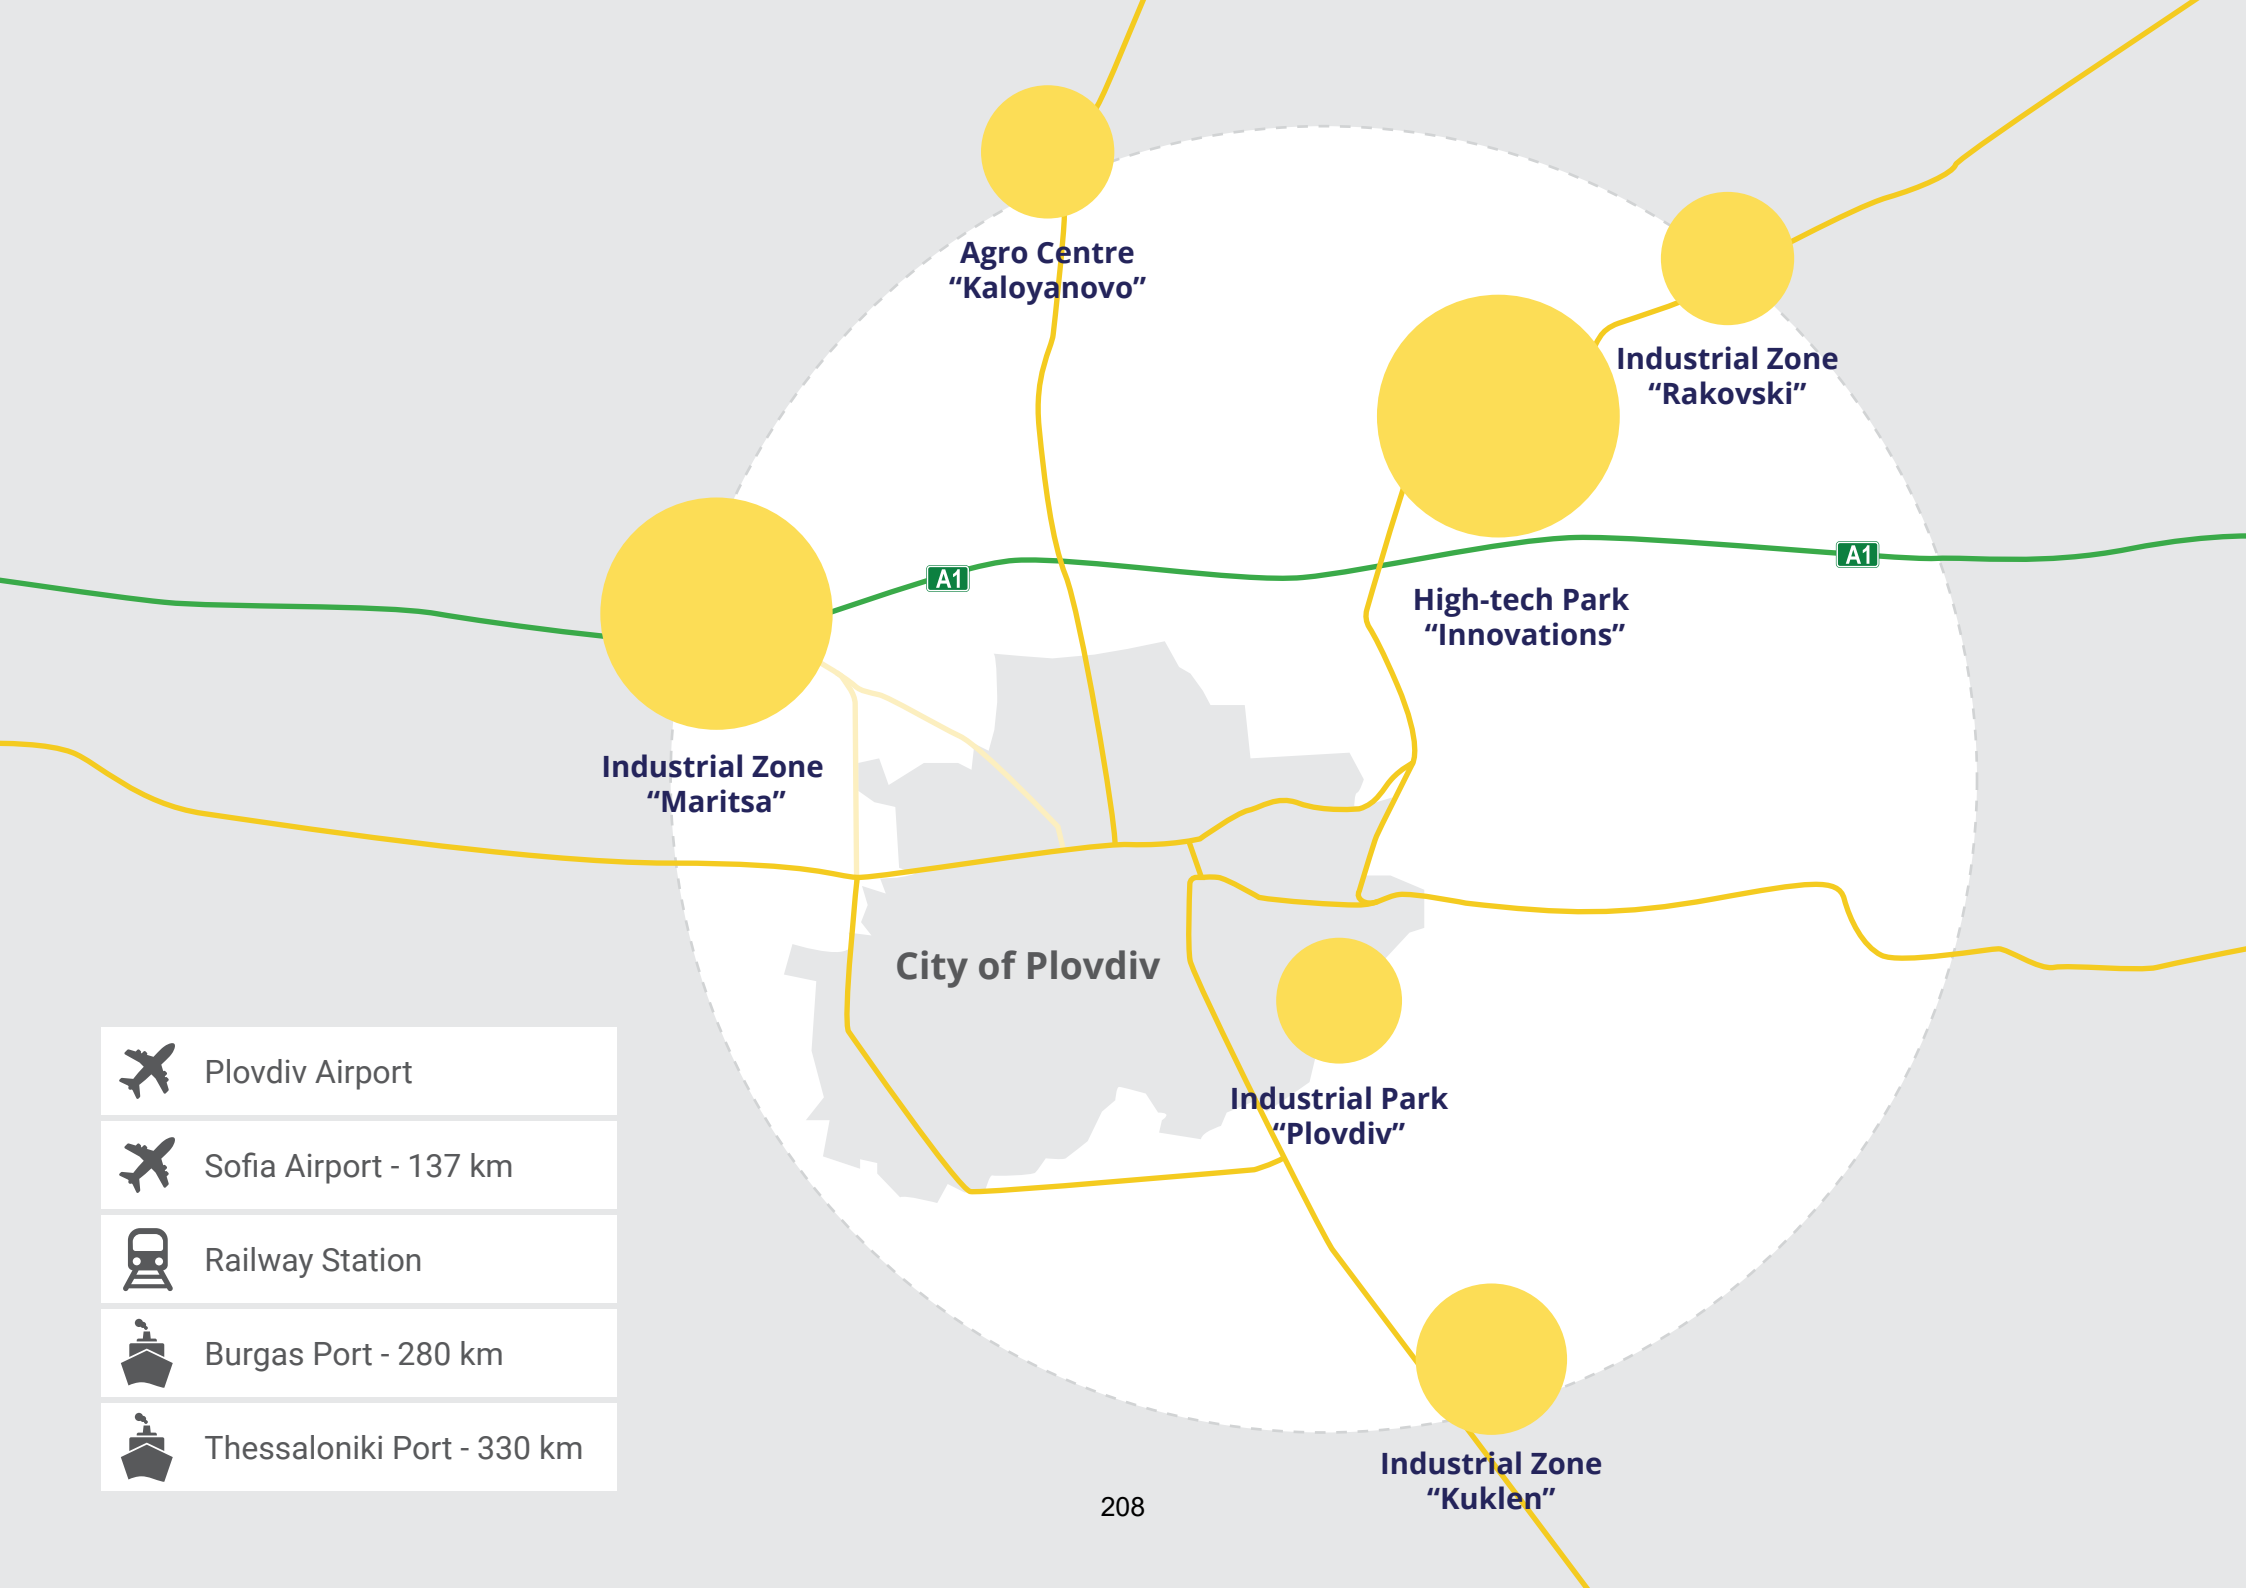 Agro Centre
“Kaloyanovo”
Industrial Zone
“Rakovski”
A1
A1
High-tech Park
“Innovations”
Industrial Zone
“Maritsa”
City of Plovdiv
Industrial Park
“Plovdiv”
Plovdiv Airport
Sofia Airport - 137 km
Railway Station
Burgas Port - 280 km
Thessaloniki Port - 330 km
Industrial Zone
“Kuklen”
208